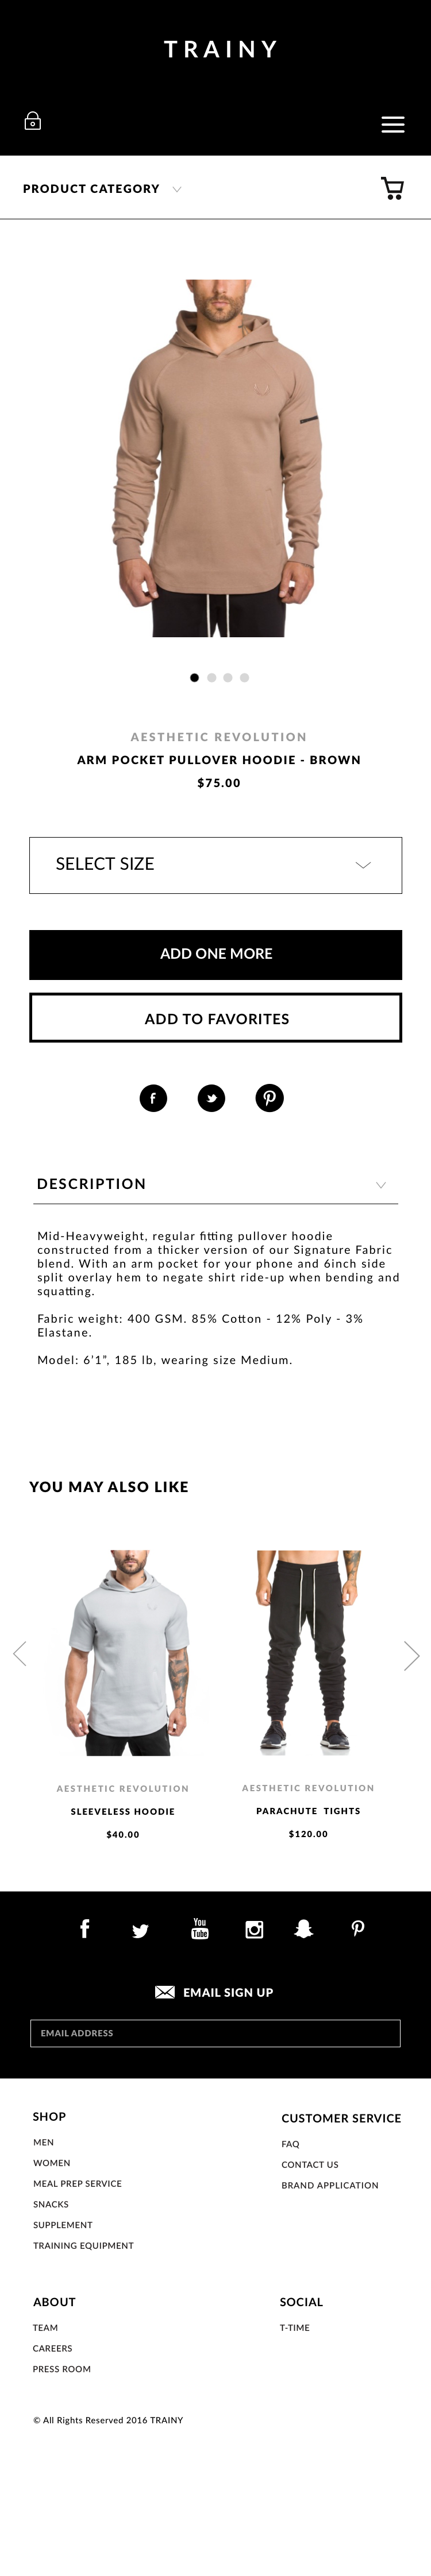 TRAINY
PRODUCT CATEGORY
AESTHETIC REVOLUTION
ARM POCKET PULLOVER HOODIE - BROWN
$75.00
SELECT SIZE
ADD ONE MORE
ADD TO FAVORITES
DESCRIPTION
Mid-Heavyweight, regular fitting pullover hoodie
constructed from a thicker version of our Signature Fabric
blend. With an arm pocket for your phone and 6inch side
split overlay hem to negate shirt ride-up when bending and
squatting.
Fabric weight: 400 GSM. 85% Cotton - 12% Poly - 3%
Elastane.
Model: 6’1”, 185 lb, wearing size Medium.
YOU MAY ALSO LIKE
AESTHETIC REVOLUTION
SLEEVELESS HOODIE
$40.00
AESTHETIC REVOLUTION
PARACHUTE TIGHTS
$120.00
You
Tube
EMAIL SIGN UP
EMAIL ADDRESS
SHOP
MEN
WOMEN
MEAL PREP SERVICE
SNACKS
SUPPLEMENT
TRAINING EQUIPMENT
CUSTOMER SERVICE
FAQ
CONTACT US
BRAND APPLICATION
ABOUT
TEAM
CAREERS
PRESS ROOM
SOCIAL
T-TIME
© All Rights Reserved 2016 TRAINY